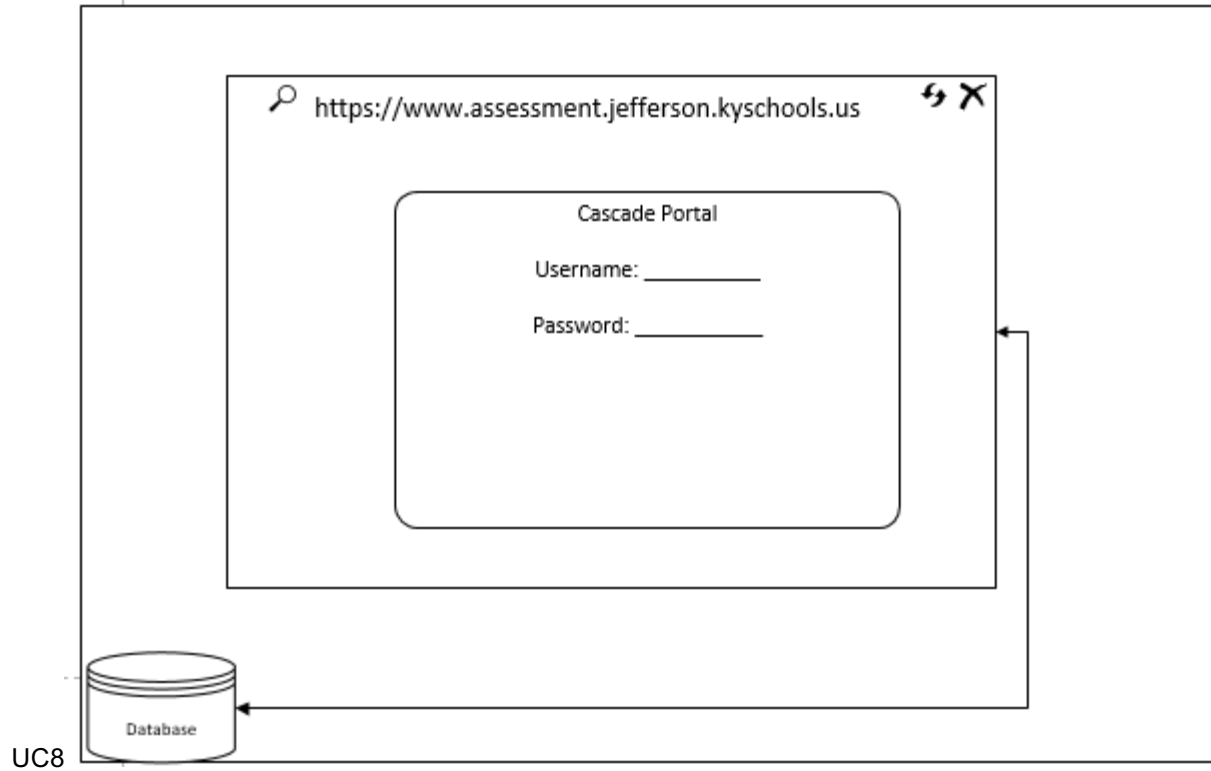 https://www.assessment.jefferson.kyschools.us
Cascade Portal
Username: __________
Password: ___________
Database
UC8